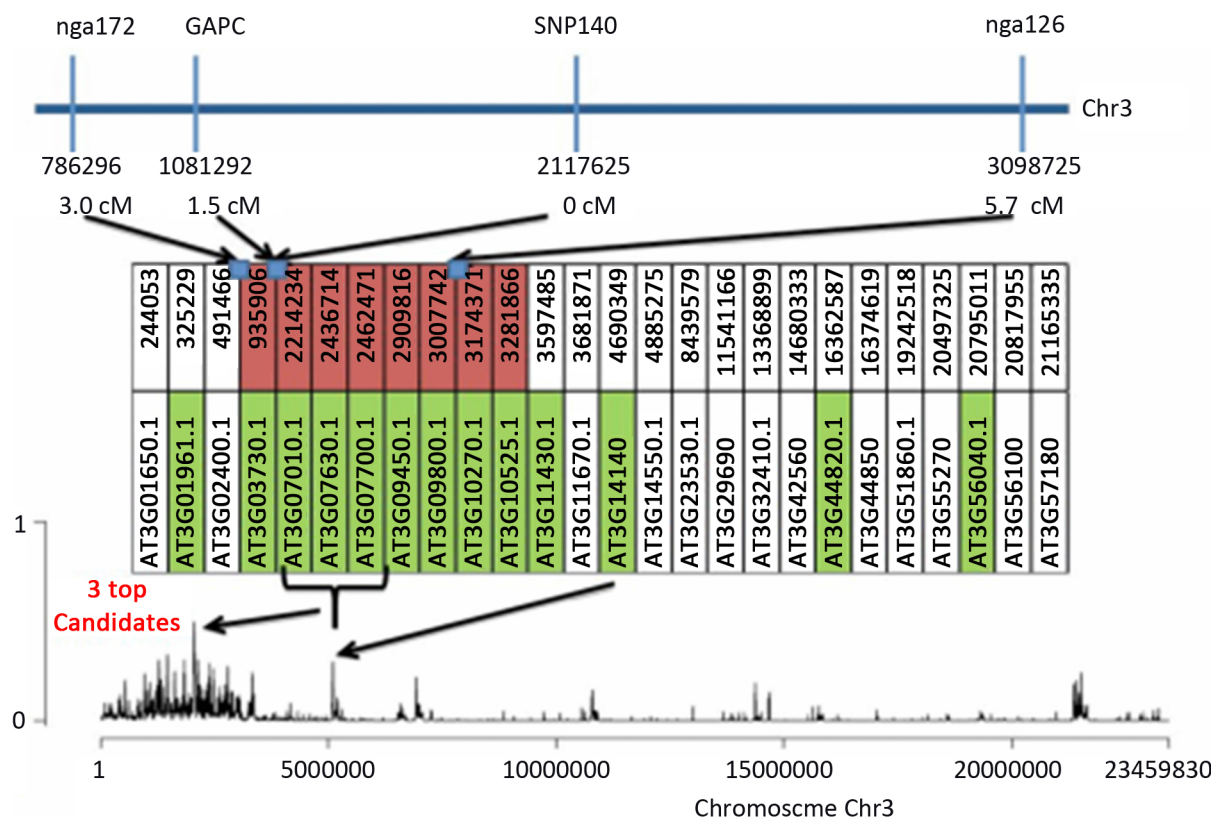 nga172 GAPC SNP140 nga126
Chr3
786296 1081292 2117625 3098725
3.0 cM 1.5 cM 0 cM 5.7 cM
244053 325229 491466 935906 2214234 2436714 2462471 2909816 3007742 3174371 3281866 3597485 3681871 4690349 4885275 8439579 11541166 13368899 14680333 16362587 16374619 19242518 20497325 20795011 20817955 21165335
AT3G01650.1 AT3G01961.1 AT3G02400.1 AT3G03730.1 AT3G07010.1 AT3G07630.1 AT3G07700.1 AT3G09450.1 AT3G09800.1 AT3G10270.1 AT3G10525.1 AT3G11430.1 AT3G11670.1 AT3G14140 AT3G14550.1 AT3G23530.1 AT3G29690 AT3G32410.1 AT3G42560 AT3G44820.1 AT3G44850 AT3G51860.1 AT3G55270 AT3G56040.1 AT3G56100 AT3G57180
1
3 top
Candidates
0
1 5000000 10000000 15000000 20000000 23459830
Chromoscme Chr3